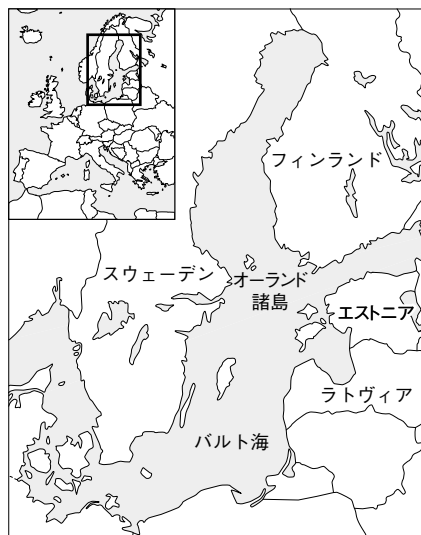 フィンランド
スウェーデン
オーランド
諸島
エストニア
ラトヴィア
バルト海